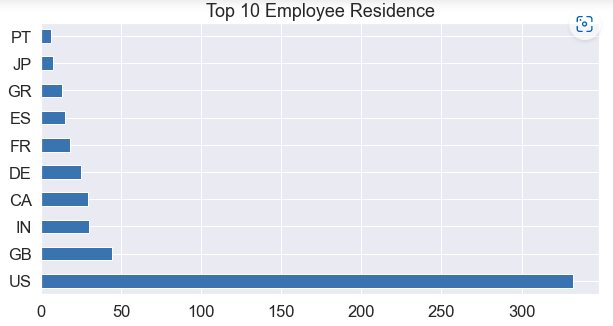 Top 10 Employee Residence
PT
JP
GR
ES
FR
DE
CA
IN
GB
US
0 50 100 150 200 250 300